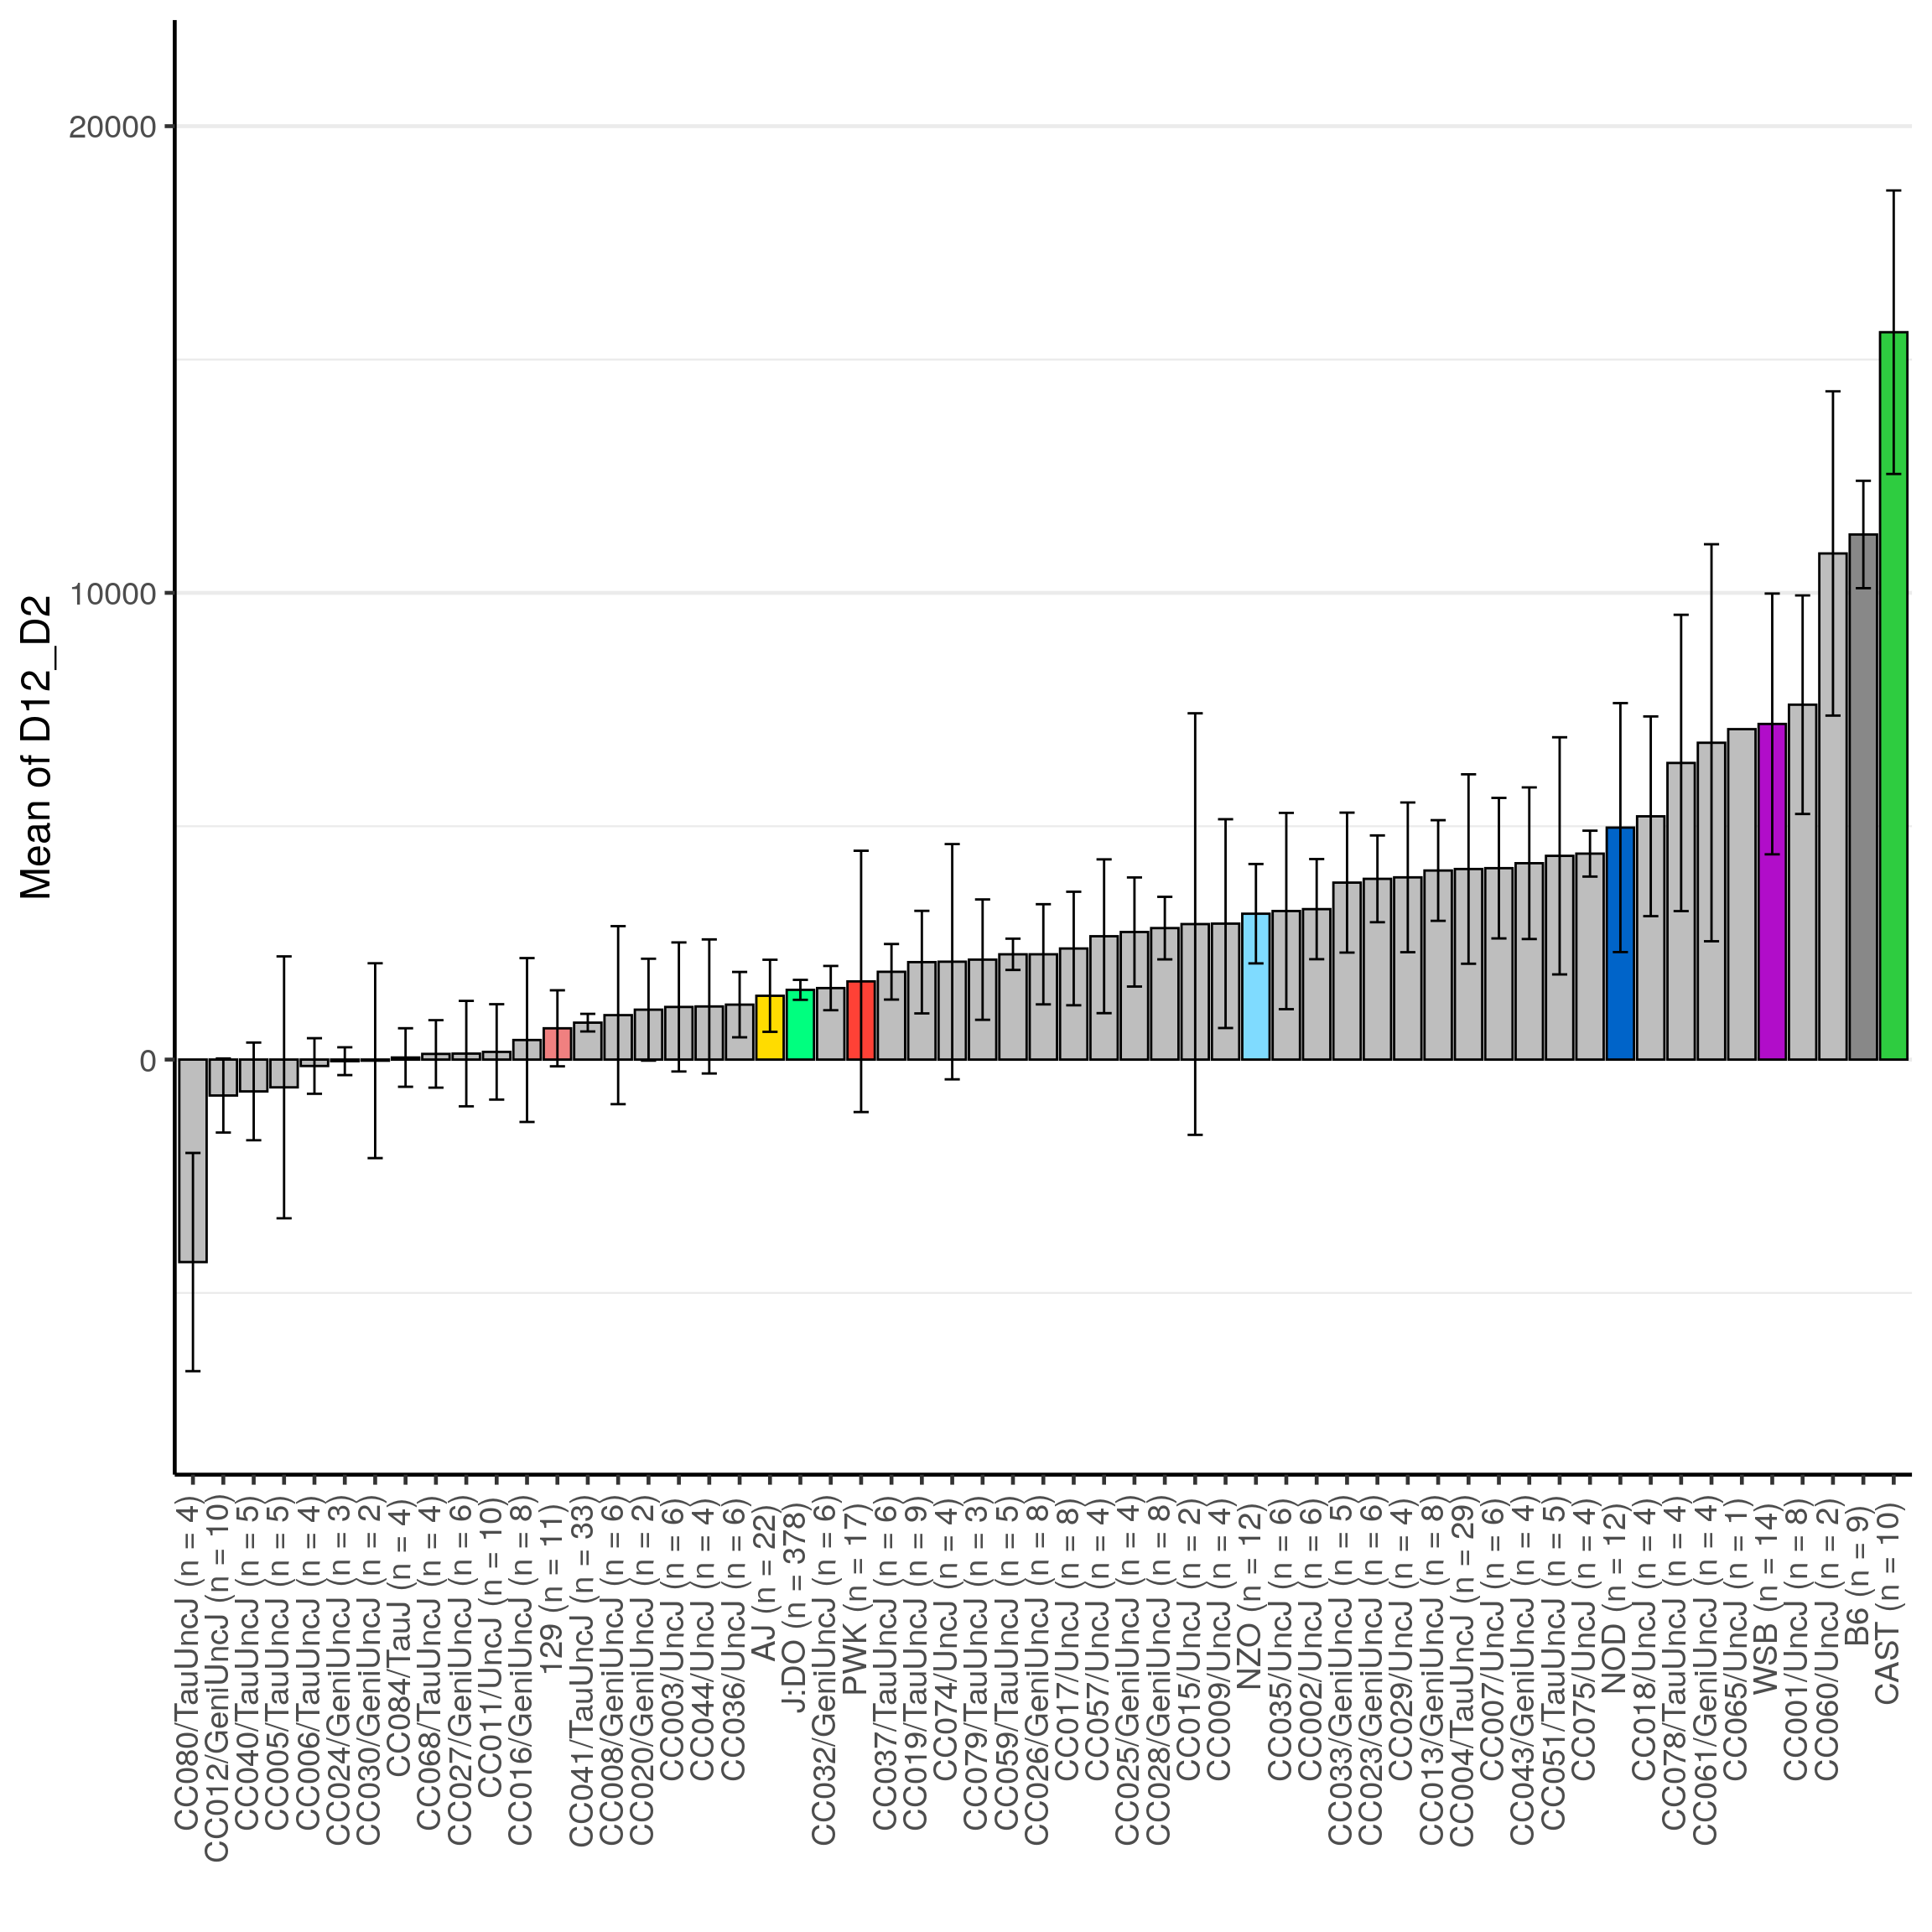 Mean of D12_D2
20000
10000
0
CC080/TauUncJ (n = 4)
CC012/GeniUncJ (n = 10)
CC040/TauUncJ (n = 5)
CC005/TauUncJ (n = 5)
CC006/TauUncJ (n = 4)
CC024/GeniUncJ (n = 3)
CC030/GeniUncJ (n = 2)
CC084/TauJ (n = 4)
CC068/TauUncJ (n = 4)
CC027/GeniUncJ (n = 6)
CC011/UncJ (n = 10)
CC016/GeniUncJ (n = 8)
129 (n = 11)
CC041/TauUncJ (n = 33)
CC008/GeniUncJ (n = 6)
CC020/GeniUncJ (n = 2)
CC003/UncJ (n = 6)
CC044/UncJ (n = 4)
CC036/UncJ (n = 6)
AJ (n = 22)
J:DO (n = 378)
CC032/GeniUncJ (n = 6)
PWK (n = 17)
CC037/TauUncJ (n = 6)
CC019/TauUncJ (n = 9)
CC074/UncJ (n = 4)
CC079/TauUncJ (n = 3)
CC059/TauUncJ (n = 5)
CC026/GeniUncJ (n = 8)
CC017/UncJ (n = 8)
CC057/UncJ (n = 4)
CC025/GeniUncJ (n = 4)
CC028/GeniUncJ (n = 8)
CC015/UncJ (n = 2)
CC009/UncJ (n = 4)
NZO (n = 12)
CC035/UncJ (n = 6)
CC002/UncJ (n = 6)
CC033/GeniUncJ (n = 5)
CC023/GeniUncJ (n = 6)
CC029/UncJ (n = 4)
CC013/GeniUncJ (n = 8)
CC004/TauUncJ (n = 29)
CC007/UncJ (n = 6)
CC043/GeniUncJ (n = 4)
CC051/TauUncJ (n = 5)
CC075/UncJ (n = 4)
NOD (n = 12)
CC018/UncJ (n = 4)
CC078/TauUncJ (n = 4)
CC061/GeniUncJ (n = 4)
CC065/UncJ (n = 1)
WSB (n = 14)
CC001/UncJ (n = 8)
CC060/UncJ (n = 2)
B6 (n = 9)
CAST (n = 10)